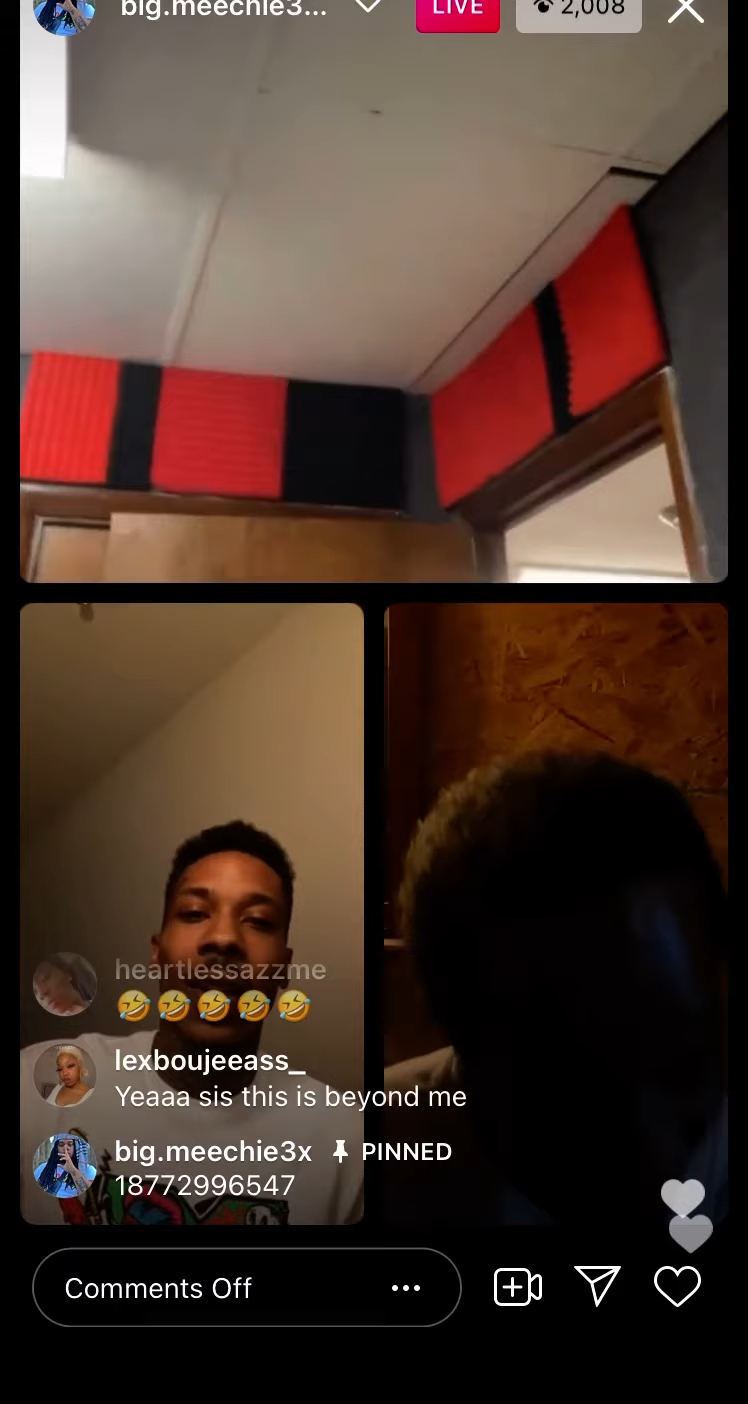 big.meechie3...
LIVE
2,008
heartlessazzme
🤣🤣🤣🤣🤣
lexboujeeass_
Yeaaa sis this is beyond me
big.meechie3x PINNED
18772996547
Comments Off